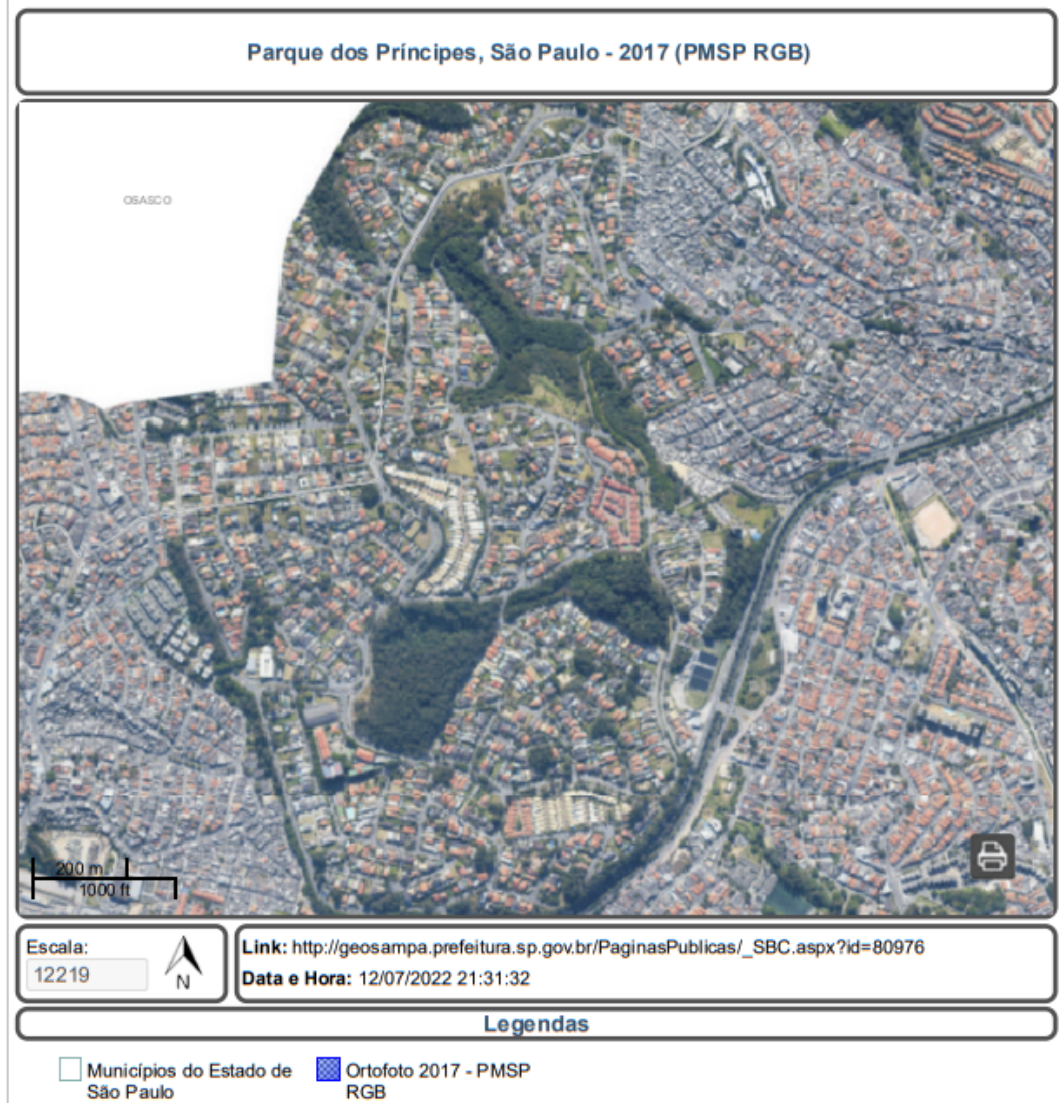 Parque dos Príncipes, São Paulo - 2017 (PMSP RGB)
OSASCO
200 m
1000 ft
Escala:
12219
N
Link: http://geosampa.prefeitura.sp.gov.br/PaginasPublicas/_SBC.aspx?id=80976
Data e Hora: 12/07/2022 21:31:32
Legendas
Municípios do Estado de
São Paulo
Ortofoto 2017 - PMSP
RGB